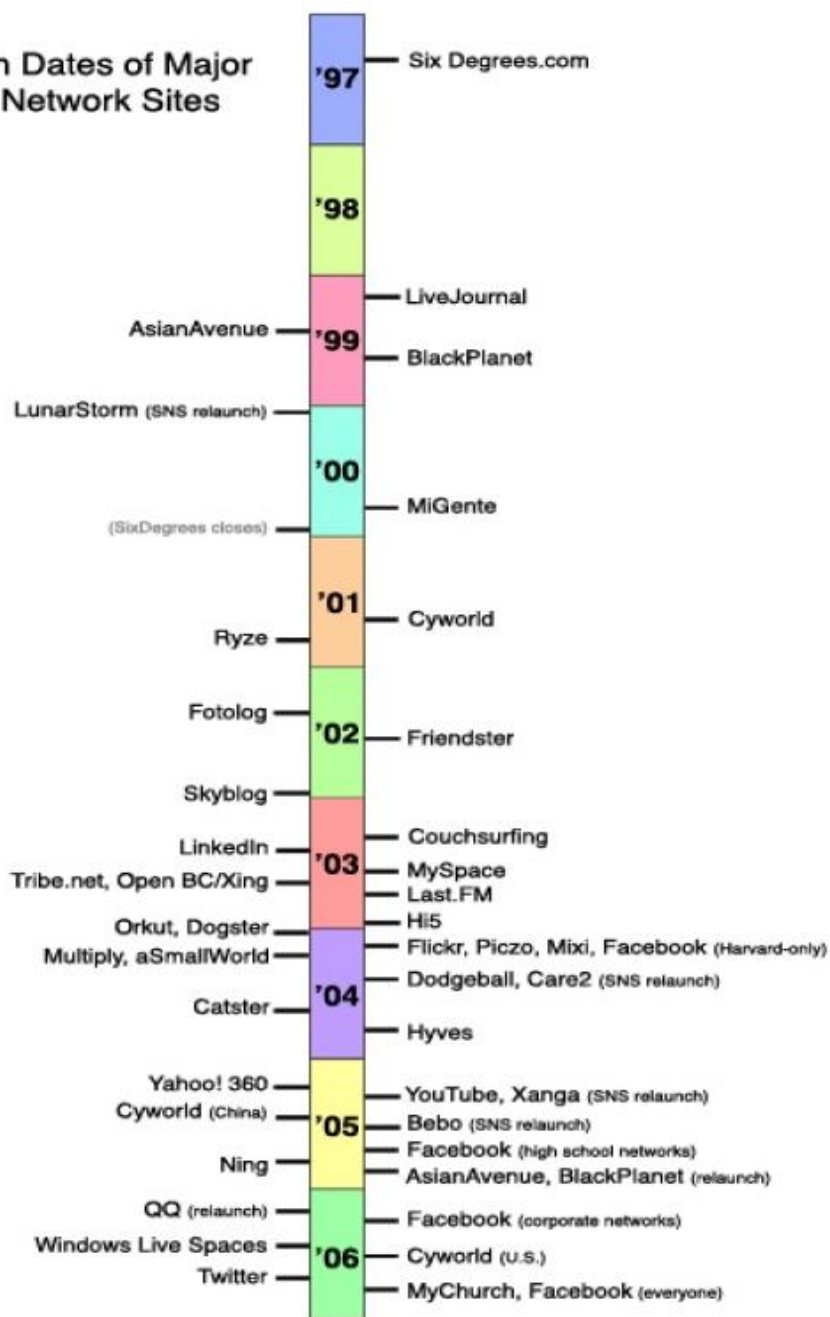 n Dates of Major
Network Sites
'97
Six Degrees.com
'98
LiveJournal
AsianAvenue
'99
BlackPlanet
LunarStorm (SNS relaunch)
'00
MiGente
(SixDegrees closes)
'01
Cyworld
Ryze
Fotolog
'02
Friendster
Skyblog
Couchsurfing
LinkedIn
'03
MySpace
Tribe.net, Open BC/Xing
Last.FM
Hi5
Orkut, Dogster
Flickr, Piczo, Mixi, Facebook (Harvard-only)
Multiply, aSmallWorld
Dodgeball, Care2 (SNS relaunch)
'04
Catster
Hyves
Yahoo! 360
YouTube, Xanga (SNS relaunch)
Cyworld (China)
Bebo (SNS relaunch)
'05
Facebook (high school networks)
Ning
AsianAvenue, BlackPlanet (relaunch)
QQ (relaunch)
Facebook (corporate networks)
Windows Live Spaces
'06
Cyworld (U.S.)
Twitter
MyChurch, Facebook (everyone)